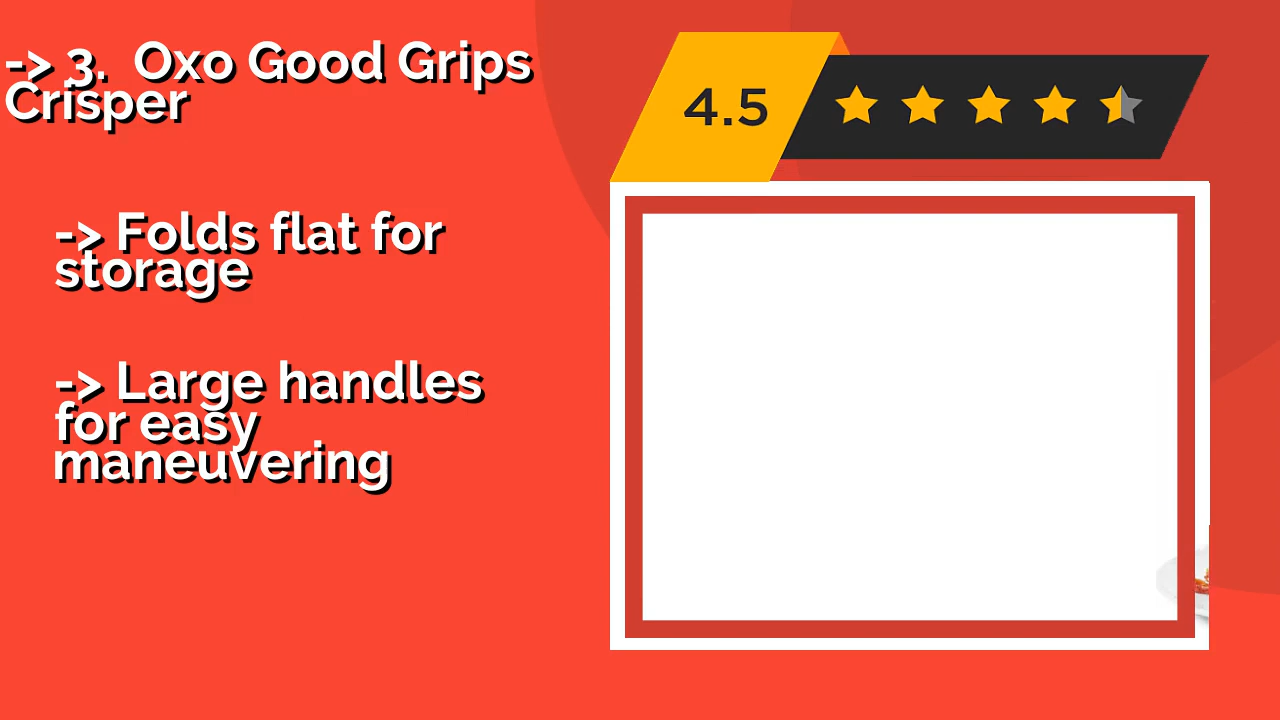 -> 3. Oxo Good Grips
Crisper
4.5
-> Folds flat for
storage
-> Large handles
for easy
maneuvering